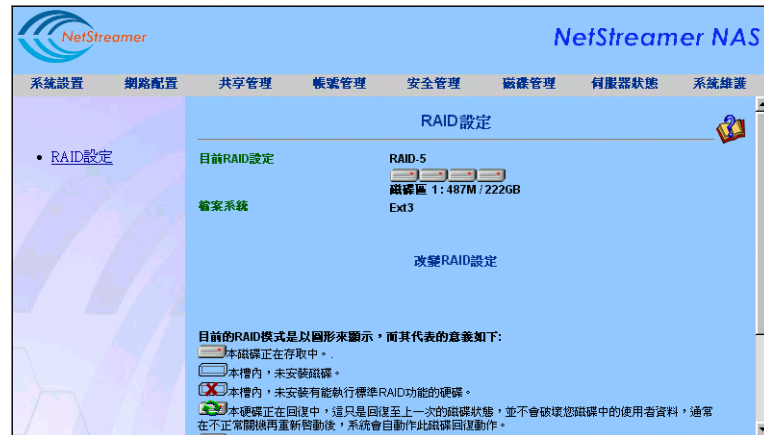 NetStreamer
NetStreamer NAS
系統設置 網路配置 共享管理 帳號管理 安全管理 磁碟管理 伺服器狀態 系統維護
RAID設定
• RAID設定
目前RAID設定 RAID-5
磁碟區 1 : 487M / 222GB
檔案系統 Ext3
改變RAID設定
目前的RAID模式是以圖形來顯示，而其代表的意義如下:
本磁碟正在存取中。.
本槽內，未安裝磁碟。
本槽內，未安裝有能執行標準RAID功能的硬碟。
本硬碟正在回復中，這只是回復至上一次的磁碟狀態，並不會破壞您磁碟中的使用者資料，通常
在不正常關機再重新啓動後，系統會自動作此磁碟回復動作。